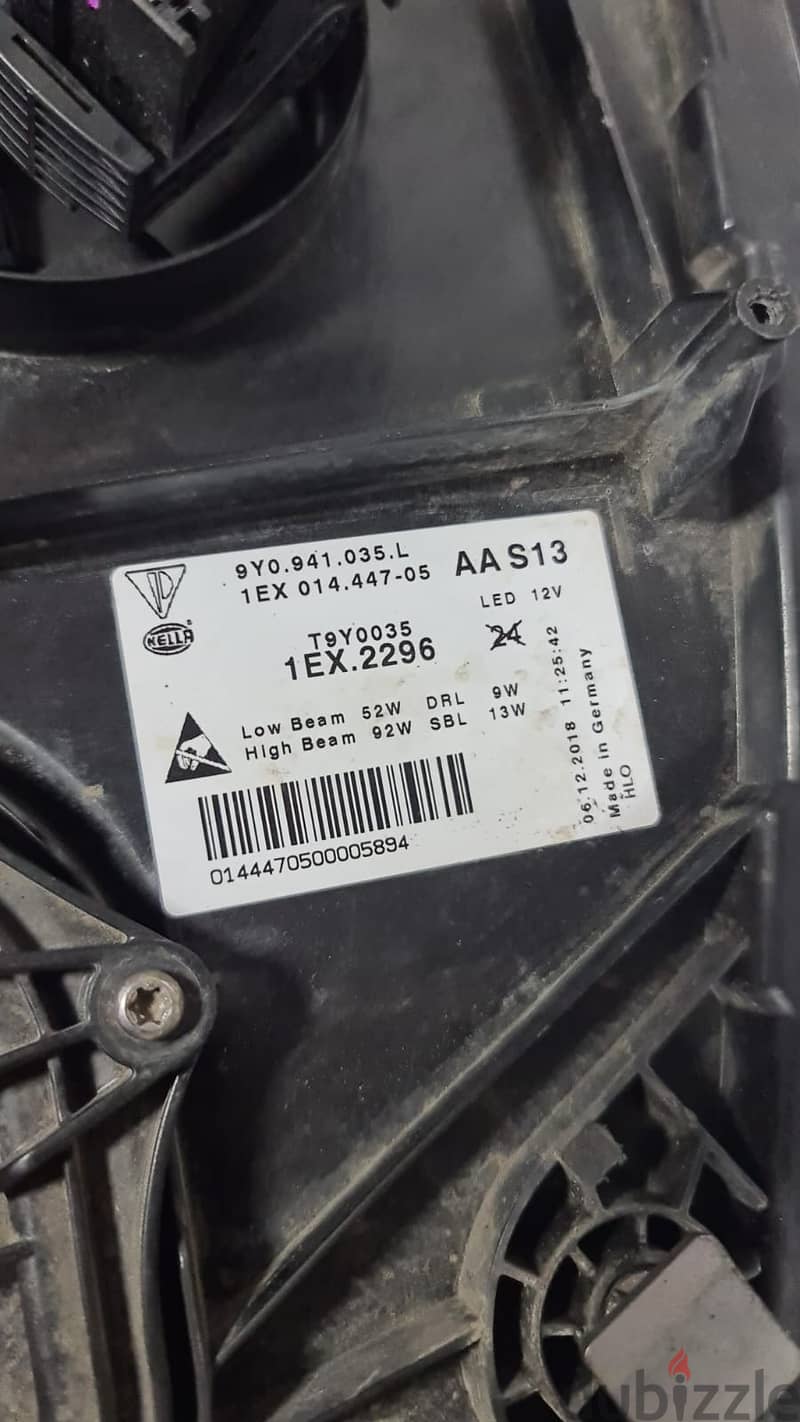 9Y0.941.035.L
1EX 014.447-05
AA S13
HELLA
LED 12V
T9Y0035
1EX.2296
24
Low Beam 52W DRL 9W
High Beam 92W SBL 13W
06.12.2018 11:25:42
Made in Germany
HLO
01444470500005894
dubizzle